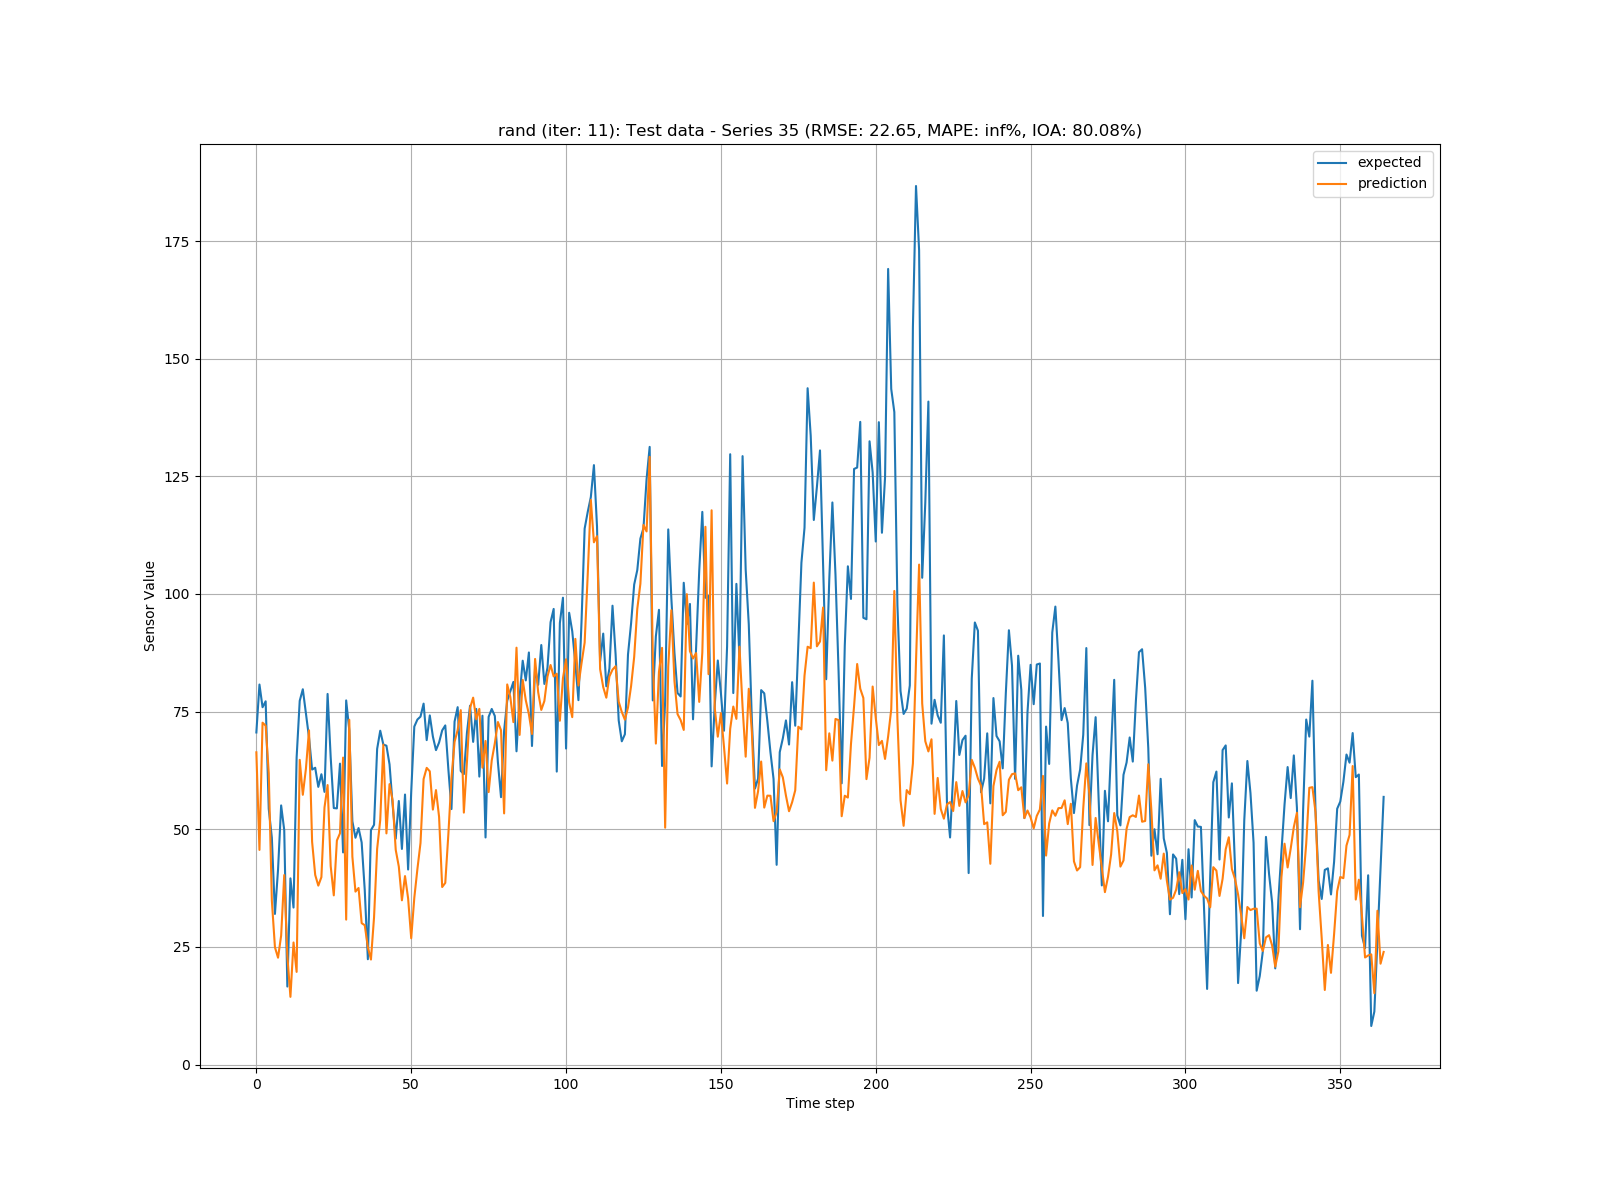 rand (iter: 11): Test data - Series 35 (RMSE: 22.65, MAPE: inf%, IOA: 80.08%)
expected
prediction
175
150
125
100
75
50
25
0
Sensor Value
0 50 100 150 200 250 300 350
Time step